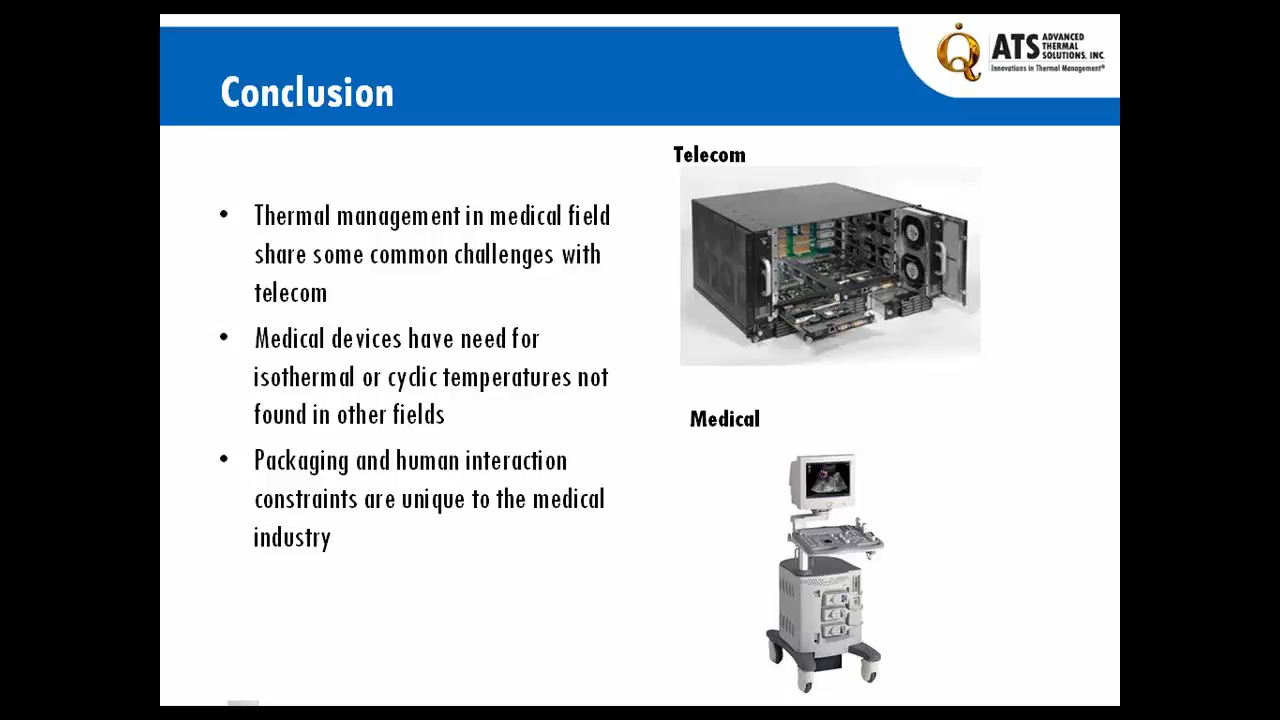 ATS ADVANCED
THERMAL
SOLUTIONS, INC.
Innovations in Thermal Management®
Conclusion
• Thermal management in medical field
share some common challenges with
telecom
• Medical devices have need for
isothermal or cyclic temperatures not
found in other fields
• Packaging and human interaction
constraints are unique to the medical
industry
Telecom
Medical